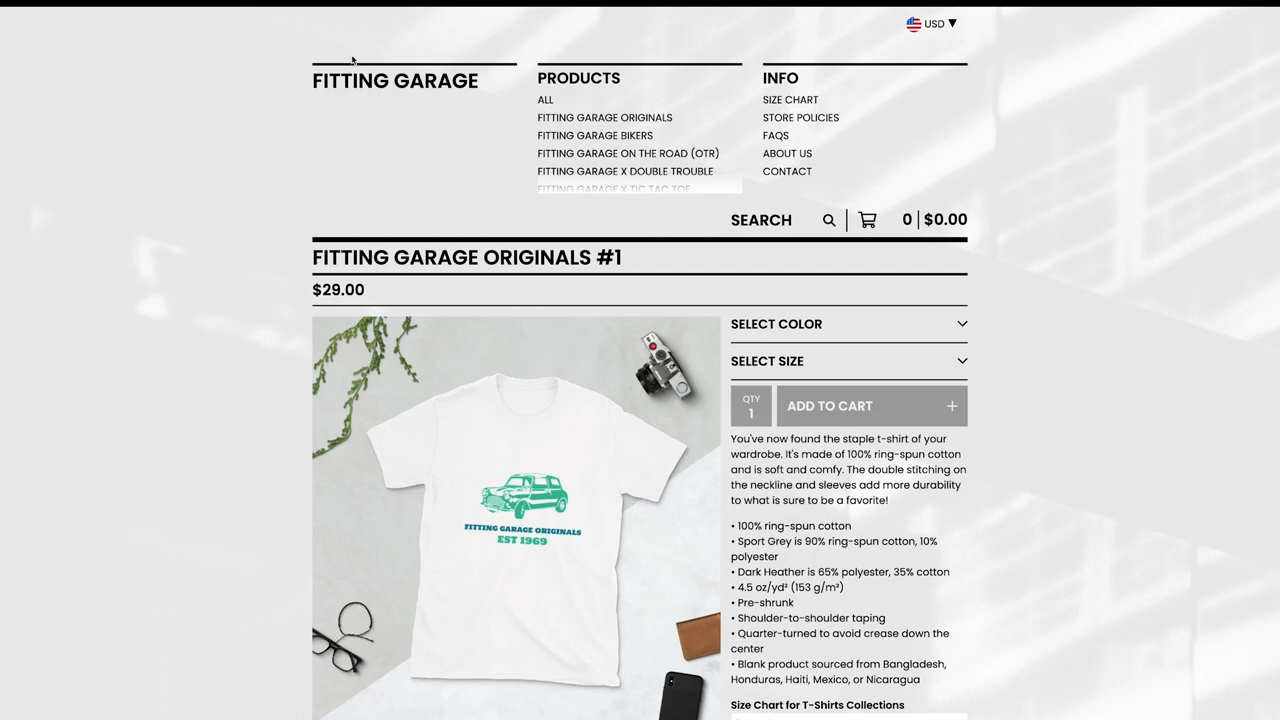 USD ▼
FITTING GARAGE
PRODUCTS
ALL
FITTING GARAGE ORIGINALS
FITTING GARAGE BIKERS
FITTING GARAGE ON THE ROAD (OTR)
FITTING GARAGE X DOUBLE TROUBLE
FITTING GARAGE X TIC TAC TOE
INFO
SIZE CHART
STORE POLICIES
FAQS
ABOUT US
CONTACT
SEARCH
0 | $0.00
FITTING GARAGE ORIGINALS #1
$29.00
FITTING GARAGE ORIGINALS
EST 1969
SELECT COLOR
SELECT SIZE
QTY
1
ADD TO CART +
You've now found the staple t-shirt of your
wardrobe. It's made of 100% ring-spun cotton
and is soft and comfy. The double stitching on
the neckline and sleeves add more durability
to what is sure to be a favorite!
• 100% ring-spun cotton
• Sport Grey is 90% ring-spun cotton, 10%
polyester
• Dark Heather is 65% polyester, 35% cotton
• 4.5 oz/yd² (153 g/m²)
• Pre-shrunk
• Shoulder-to-shoulder taping
• Quarter-turned to avoid crease down the
center
• Blank product sourced from Bangladesh,
Honduras, Haiti, Mexico, or Nicaragua
Size Chart for T-Shirts Collections